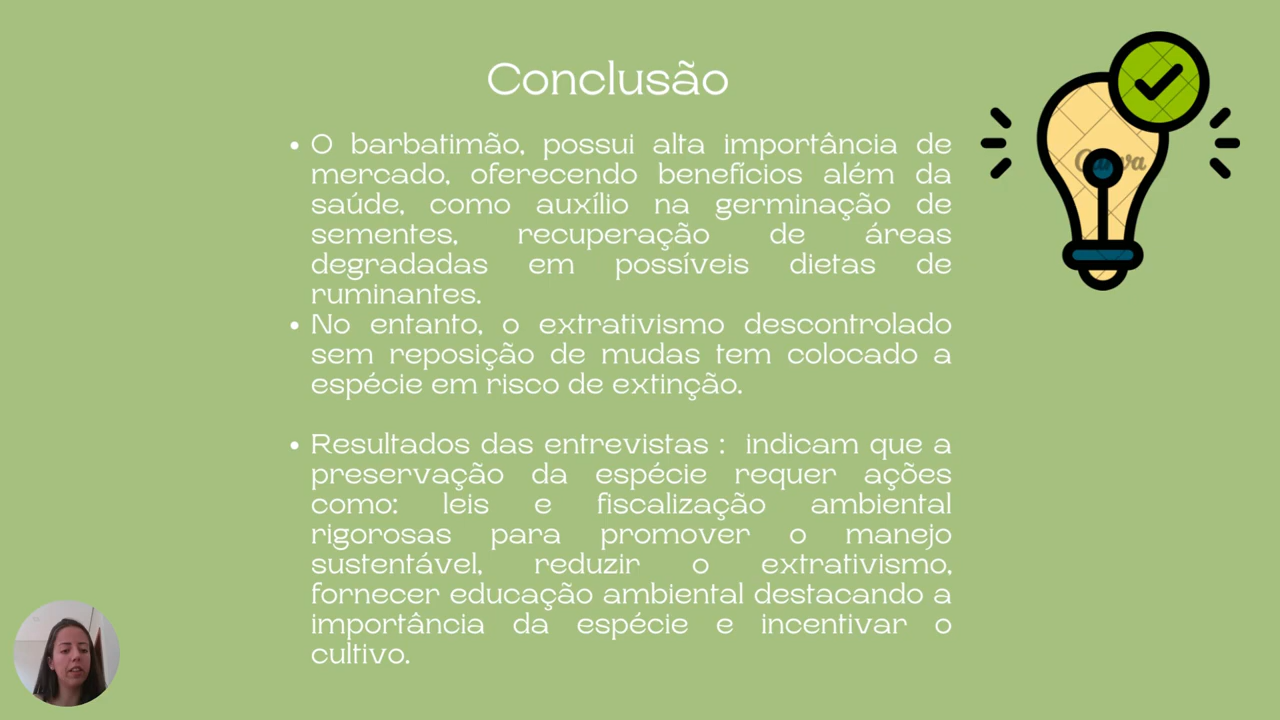 Conclusão
• O barbatimão, possui alta importância de
mercado, oferecendo benefícios além da
saúde, como auxílio na germinação de
sementes, recuperação de áreas
degradadas em possíveis dietas de
ruminantes.
• No entanto, o extrativismo descontrolado
sem reposição de mudas tem colocado a
espécie em risco de extinção.
• Resultados das entrevistas : indicam que a
preservação da espécie requer ações
como: leis e fiscalização ambiental
rigorosas para promover o manejo
sustentável, reduzir o extrativismo,
fornecer educação ambiental destacando a
importância da espécie e incentivar o
cultivo.